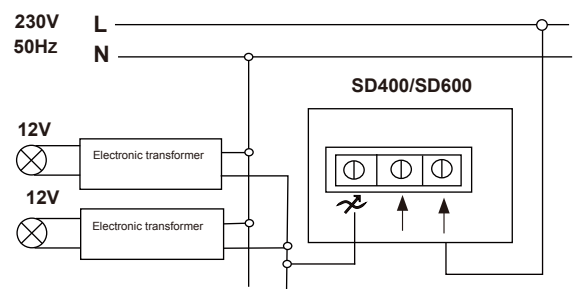 230V L
50Hz N
SD400/SD600
12V
Electronic transformer
12V
Electronic transformer